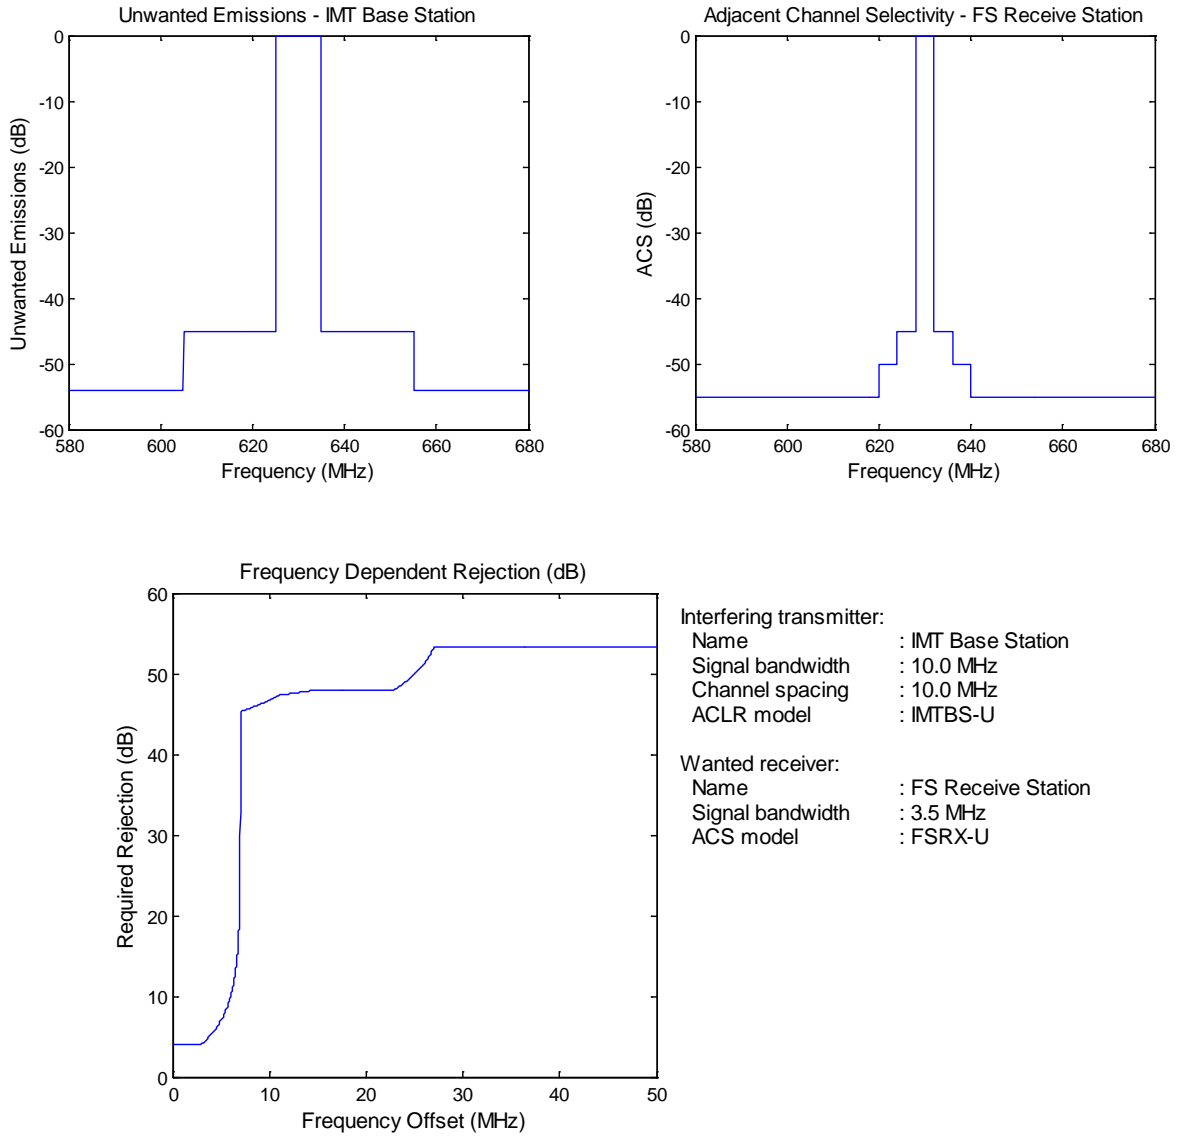 Unwanted Emissions - IMT Base Station
0
-10
-20
-30
-40
-50
-60
Unwanted Emissions (dB)
580 600 620 640 660 680
Frequency (MHz)
Adjacent Channel Selectivity - FS Receive Station
0
-10
-20
-30
-40
-50
-60
ACS (dB)
580 600 620 640 660 680
Frequency (MHz)
Frequency Dependent Rejection (dB)
60
50
40
30
20
10
0
Required Rejection (dB)
0 10 20 30 40 50
Frequency Offset (MHz)
Interfering transmitter:
Name : IMT Base Station
Signal bandwidth : 10.0 MHz
Channel spacing : 10.0 MHz
ACLR model : IMTBS-U
Wanted receiver:
Name : FS Receive Station
Signal bandwidth : 3.5 MHz
ACS model : FSRX-U